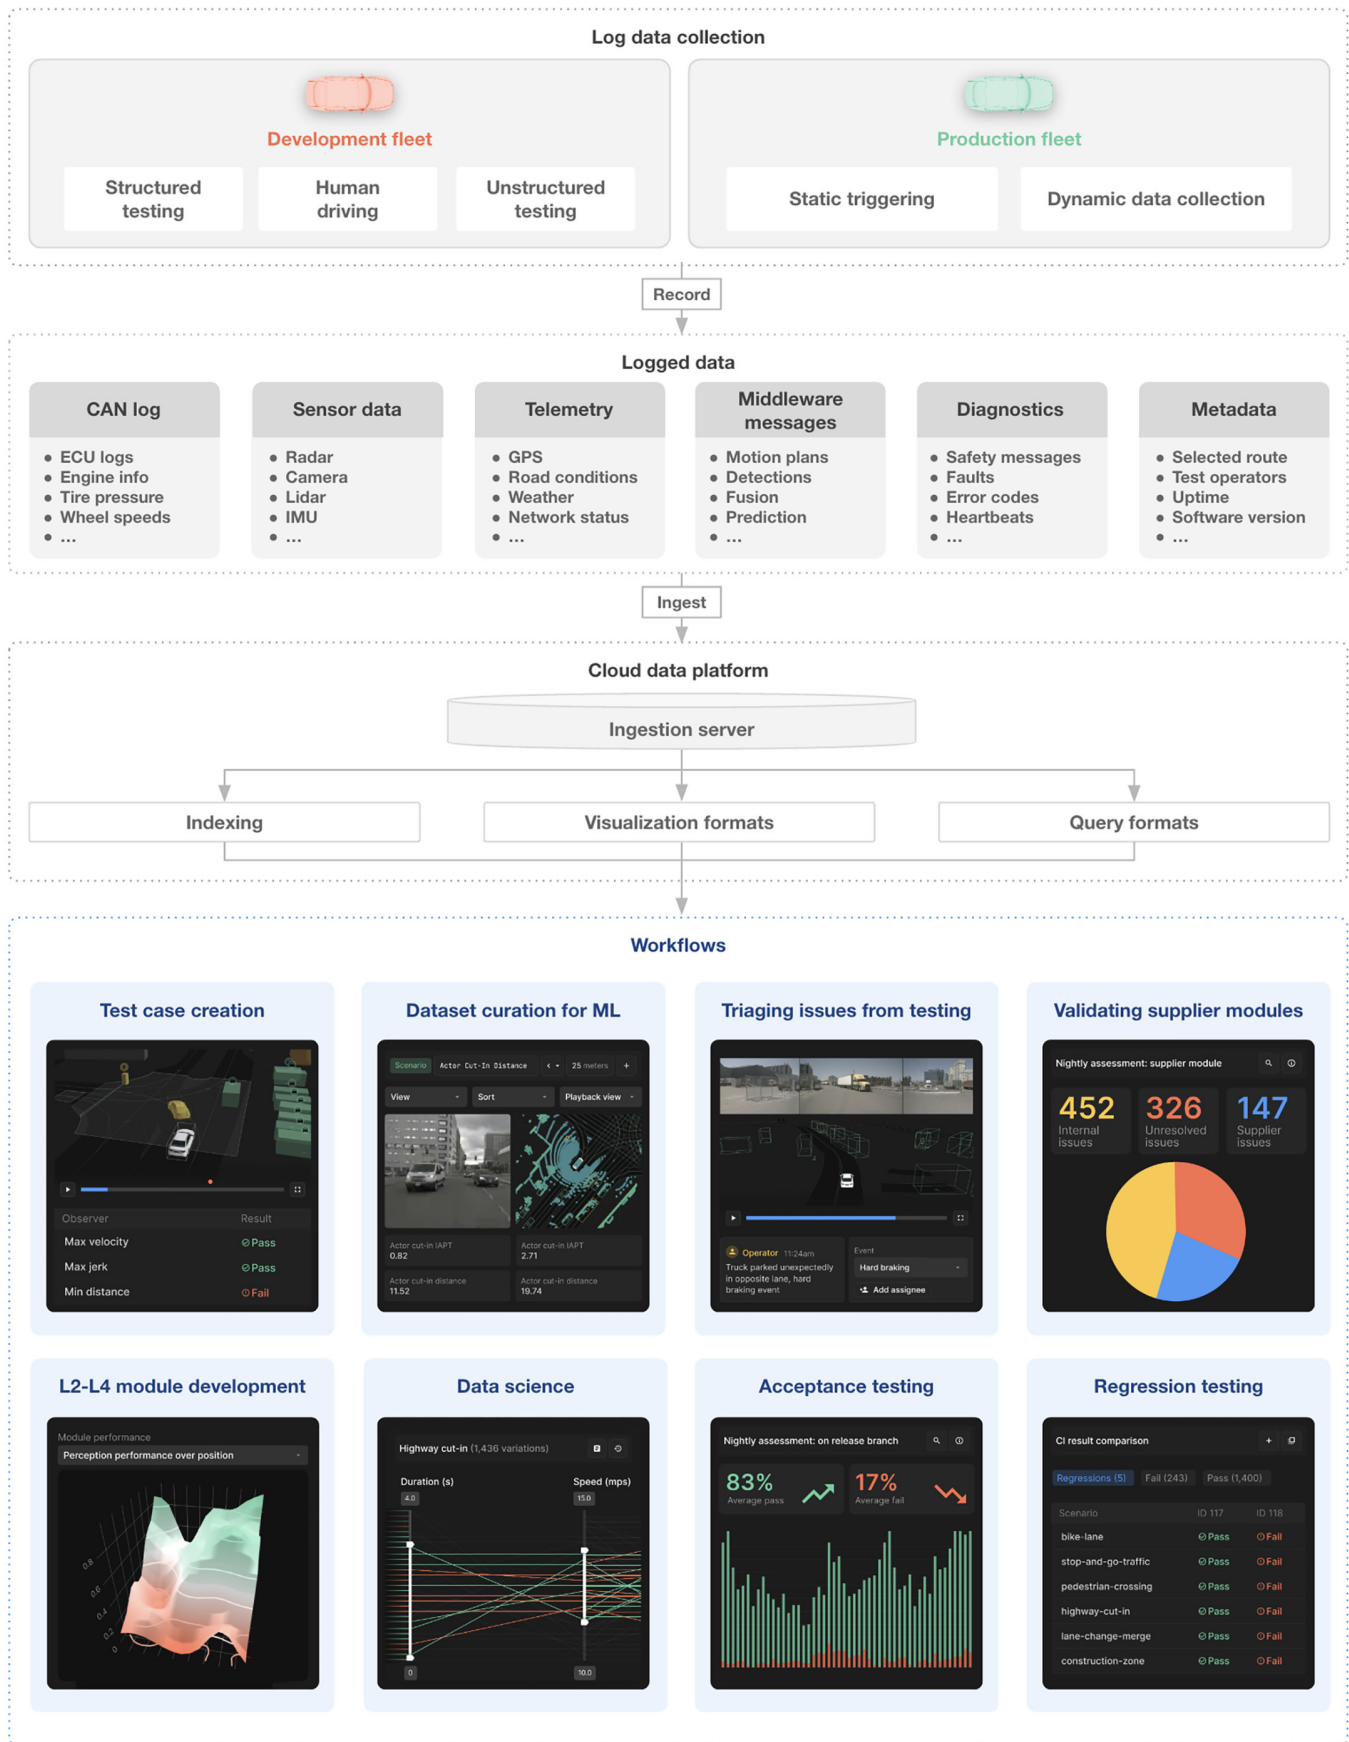 Log data collection
Development fleet
Structured
testing
Human
driving
Unstructured
testing
Production fleet
Static triggering
Dynamic data collection
Record
Logged data
CAN log
• ECU logs
• Engine info
• Tire pressure
• Wheel speeds
• ...
Sensor data
• Radar
• Camera
• Lidar
• IMU
• ...
Telemetry
• GPS
• Road conditions
• Weather
• Network status
• ...
Middleware
messages
• Motion plans
• Detections
• Fusion
• Prediction
• ...
Diagnostics
• Safety messages
• Faults
• Error codes
• Heartbeats
• ...
Metadata
• Selected route
• Test operators
• Uptime
• Software version
• ...
Ingest
Cloud data platform
Ingestion server
Indexing
Visualization formats
Query formats
Workflows
Test case creation
Observer Result
Max velocity Pass
Max jerk Pass
Min distance Fail
Dataset curation for ML
Scenario Actor Cut-In Distance < 25 meters +
View Sort Playback view
Actor cut-in IAPT
0.82
Actor cut-in IAPT
2.71
Actor cut-in distance
11.52
Actor cut-in distance
19.74
Triaging issues from testing
Operator 11:24am
Truck parked unexpectedly
in opposite lane, hard
braking event
Event
Hard braking
Add assignee
Validating supplier modules
Nightly assessment: supplier module
452
Internal
issues
326
Unresolved
issues
147
Supplier
issues
L2-L4 module development
Module performance
Perception performance over position
0.8
0.6
0.4
0.2
0
Data science
Highway cut-in (1,436 variations)
Duration (s) Speed (mps)
4.0 15.0
0 10.0
Acceptance testing
Nightly assessment: on release branch
83%
Average pass
17%
Average fail
Regression testing
CI result comparison +
Regressions (5) Fail (243) Pass (1,400)
Scenario ID 117 ID 118
bike-lane Pass Fail
stop-and-go-traffic Pass Fail
pedestrian-crossing Pass Fail
highway-cut-in Pass Fail
lane-change-merge Pass Fail
construction-zone Pass Fail